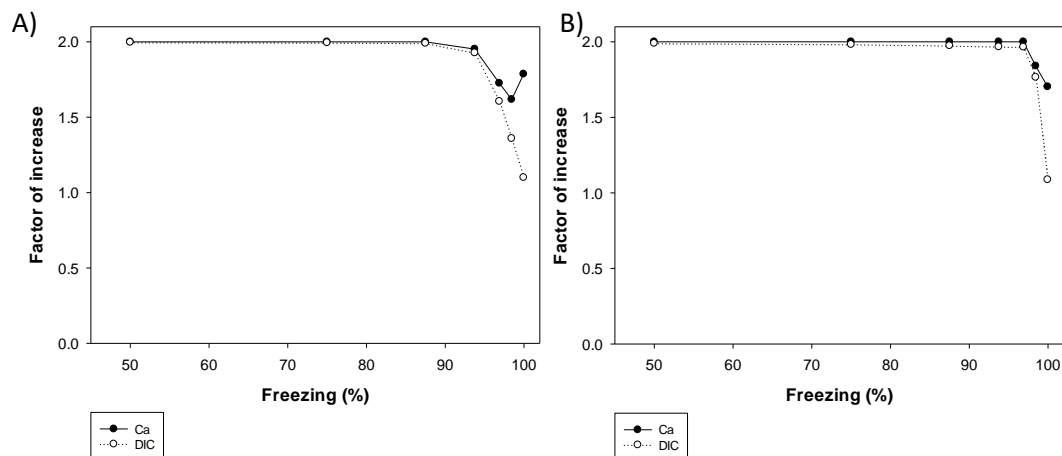 A)
Factor of increase
2.0
1.5
1.0
0.5
0.0
50 60 70 80 90 100
Freezing (%)
Ca
DIC
B)
Factor of increase
2.0
1.5
1.0
0.5
0.0
50 60 70 80 90 100
Freezing (%)
Ca
DIC